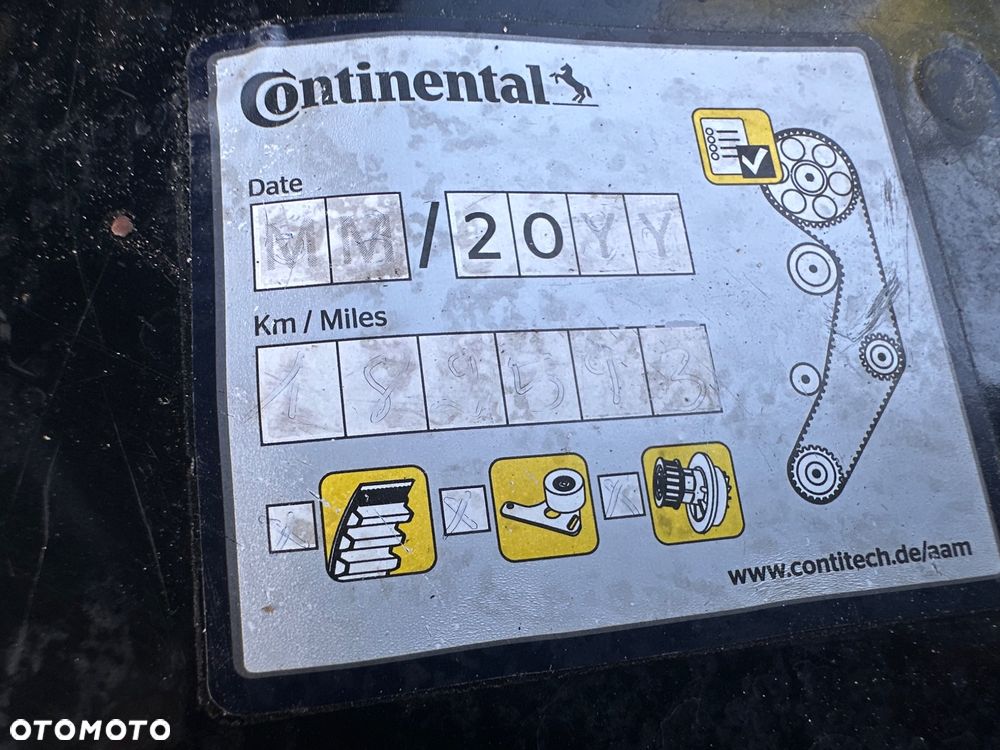 Continental
Date
MM/20YY
Km / Miles
www.contitech.de/aam
OTOMOTO